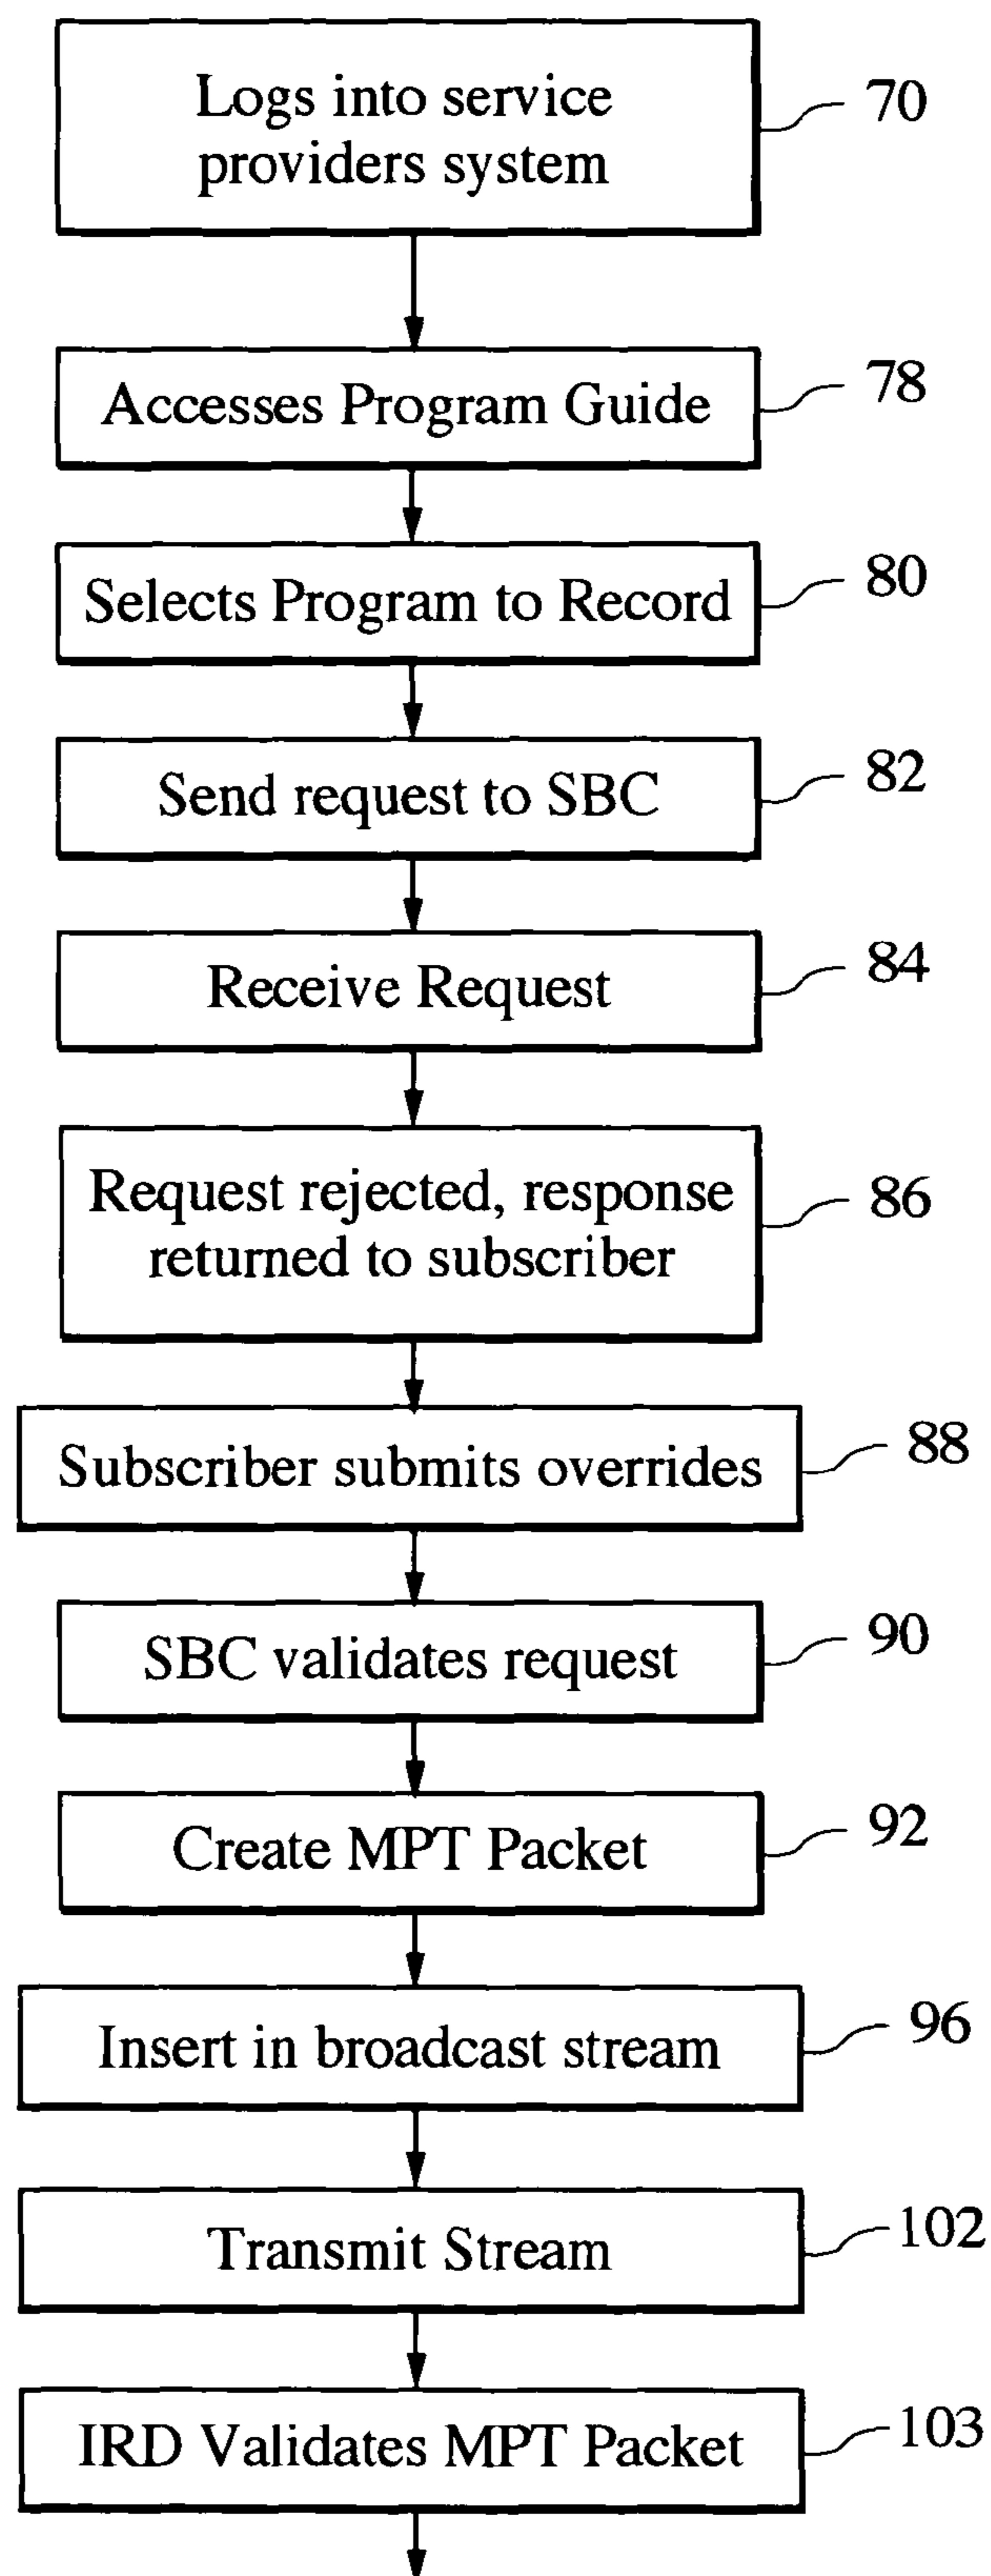 Logs into service
providers system
70
Accesses Program Guide
78
Selects Program to Record
80
Send request to SBC
82
Receive Request
84
Request rejected, response
returned to subscriber
86
Subscriber submits overrides
88
SBC validates request
90
Create MPT Packet
92
Insert in broadcast stream
96
Transmit Stream
102
IRD Validates MPT Packet
103